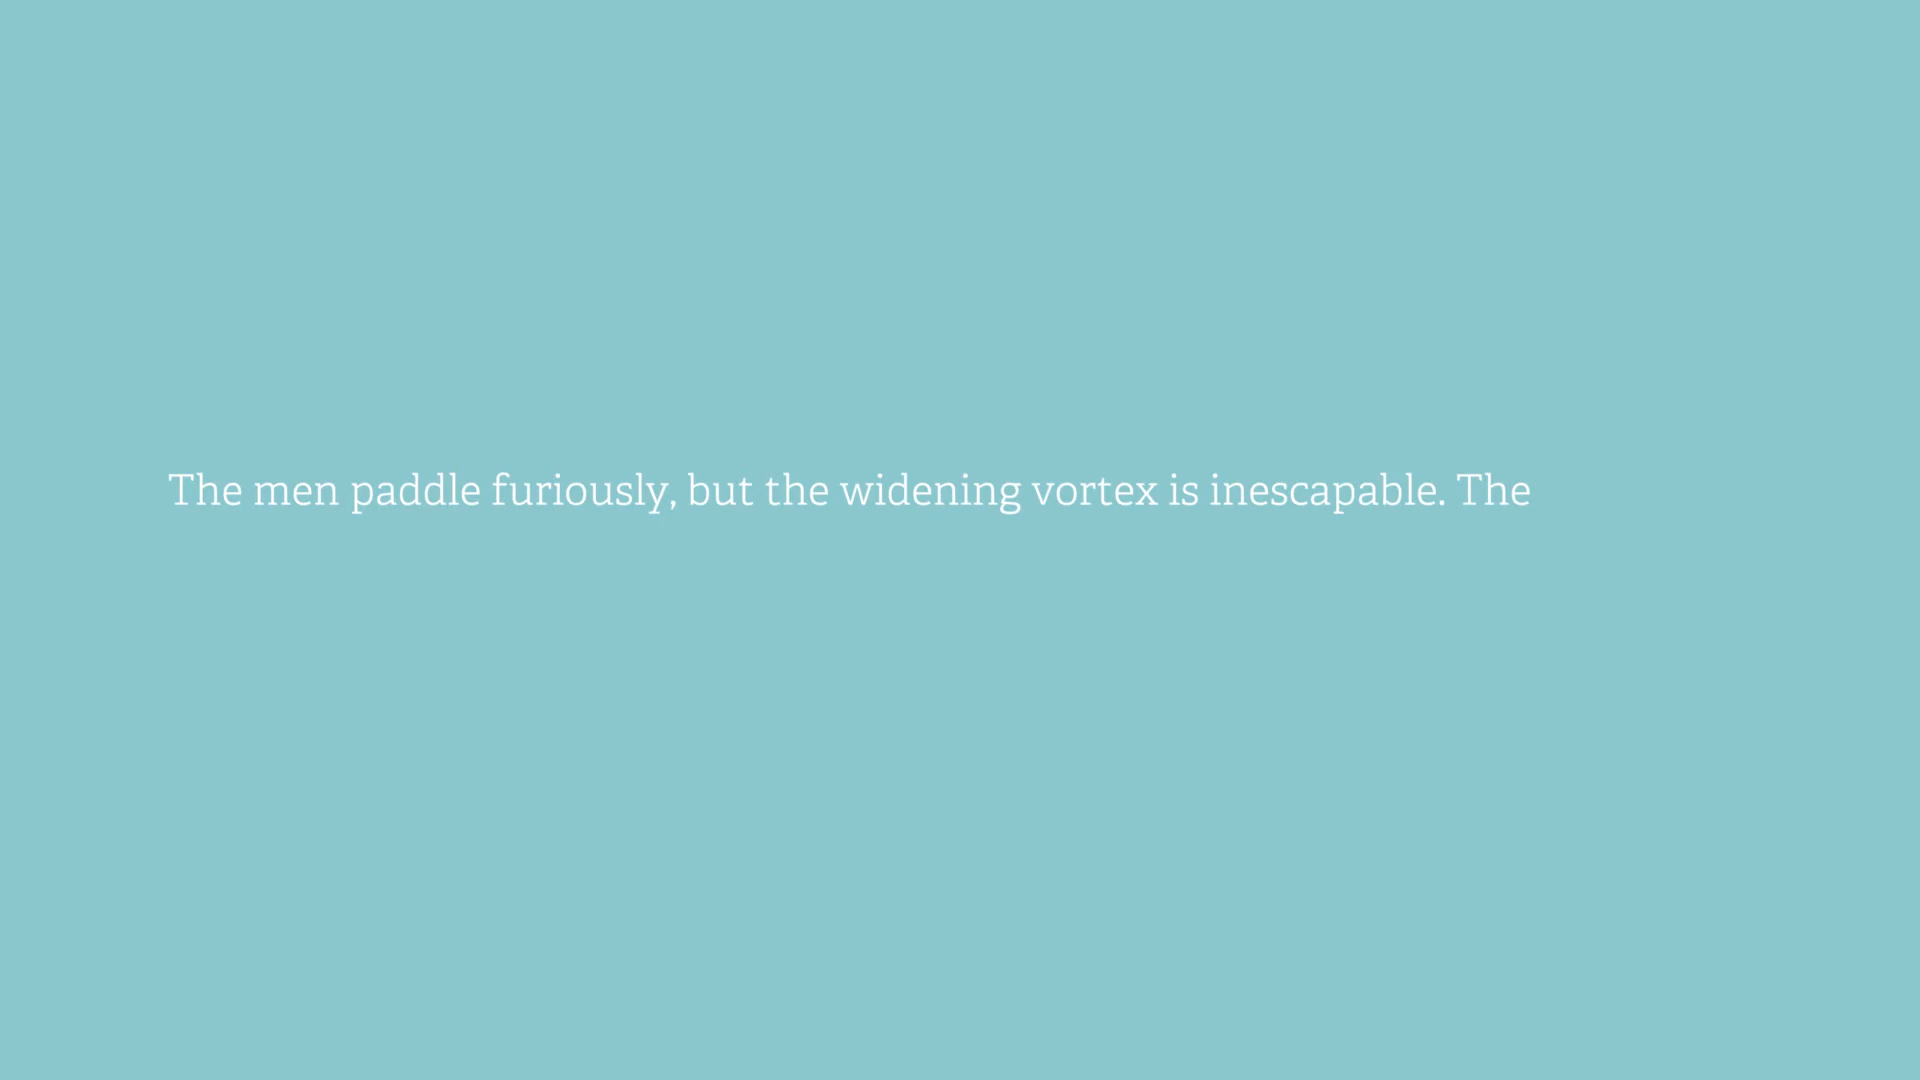 The men paddle furiously, but the widening vortex is inescapable. The